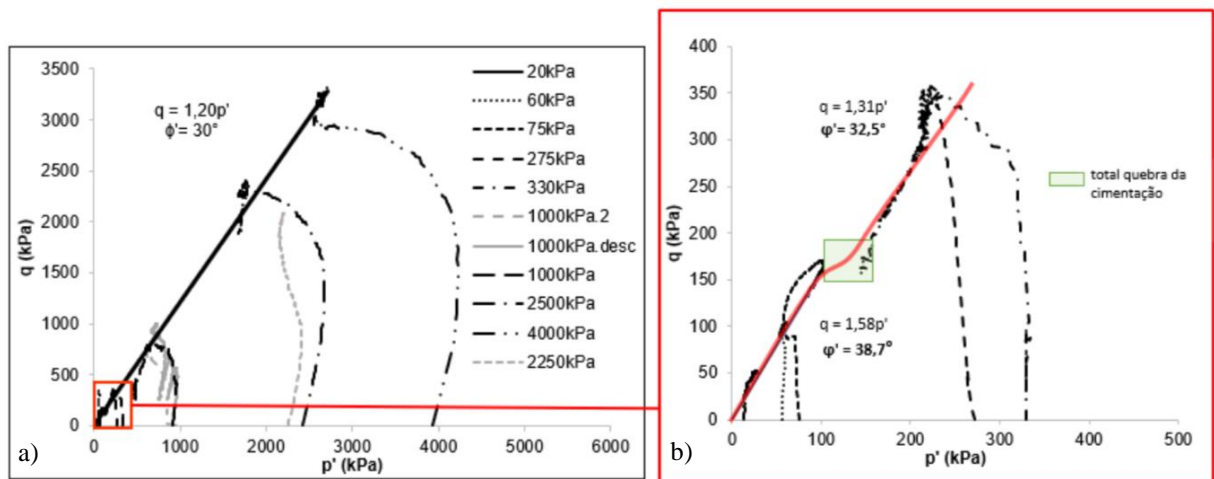 3500
3000
2500
2000
1500
1000
500
0
q (kPa)
q = 1,20p'
ϕ'= 30°
20kPa
60kPa
75kPa
275kPa
330kPa
1000kPa.2
1000kPa.desc
1000kPa
2500kPa
4000kPa
2250kPa
0 1000 2000 3000 4000 5000 6000
p' (kPa)
a)
400
350
300
250
200
150
100
50
0
q (kPa)
q = 1,31p'
φ'= 32,5°
total quebra da
cimentação
q = 1,58p'
φ'= 38,7°
0 100 200 300 400 500
p' (kPa)
b)